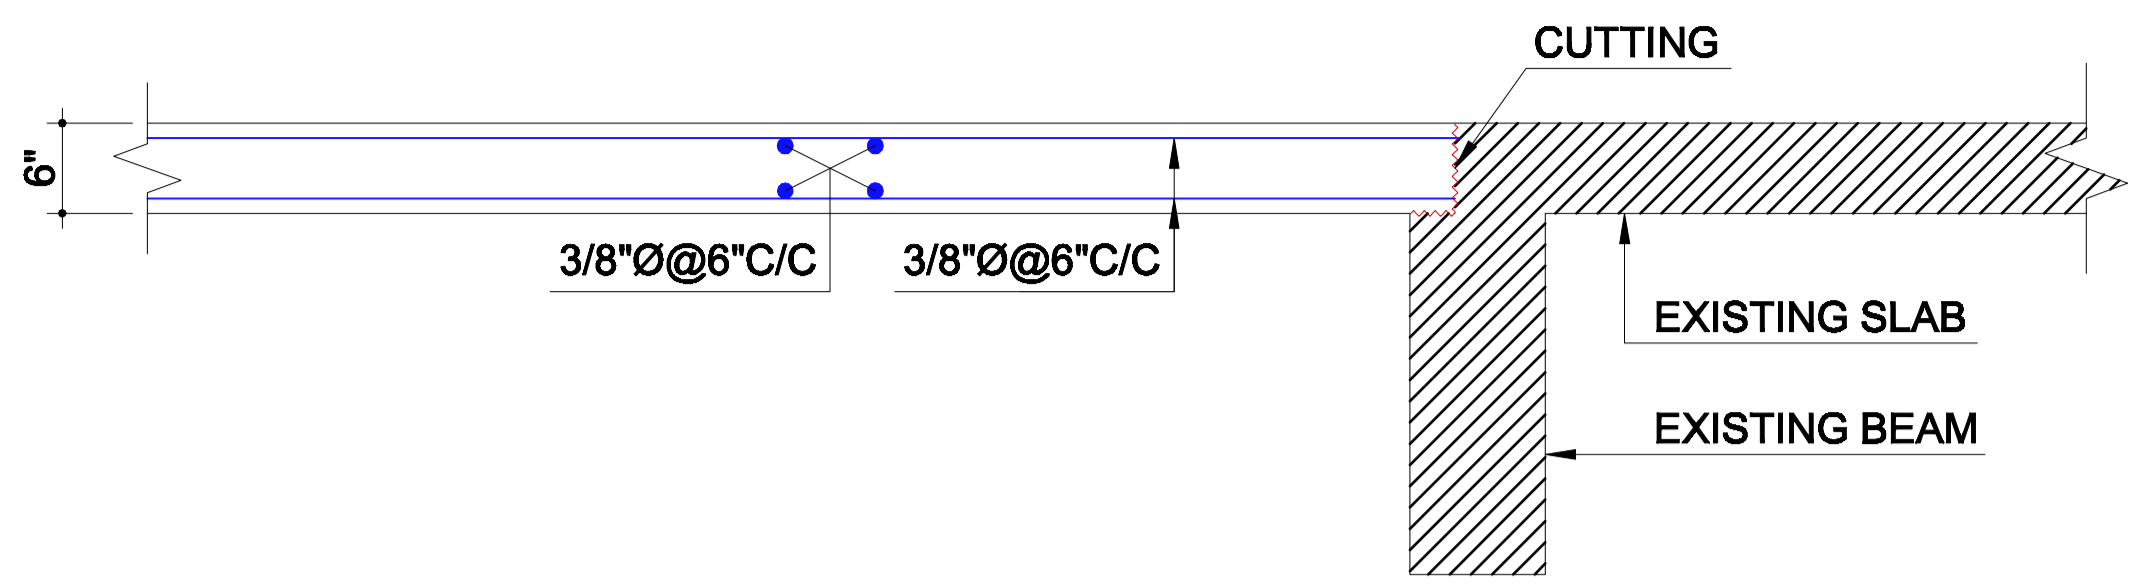 CUTTING
6"
3/8"Ø@6"C/C
3/8"Ø@6"C/C
EXISTING SLAB
EXISTING BEAM